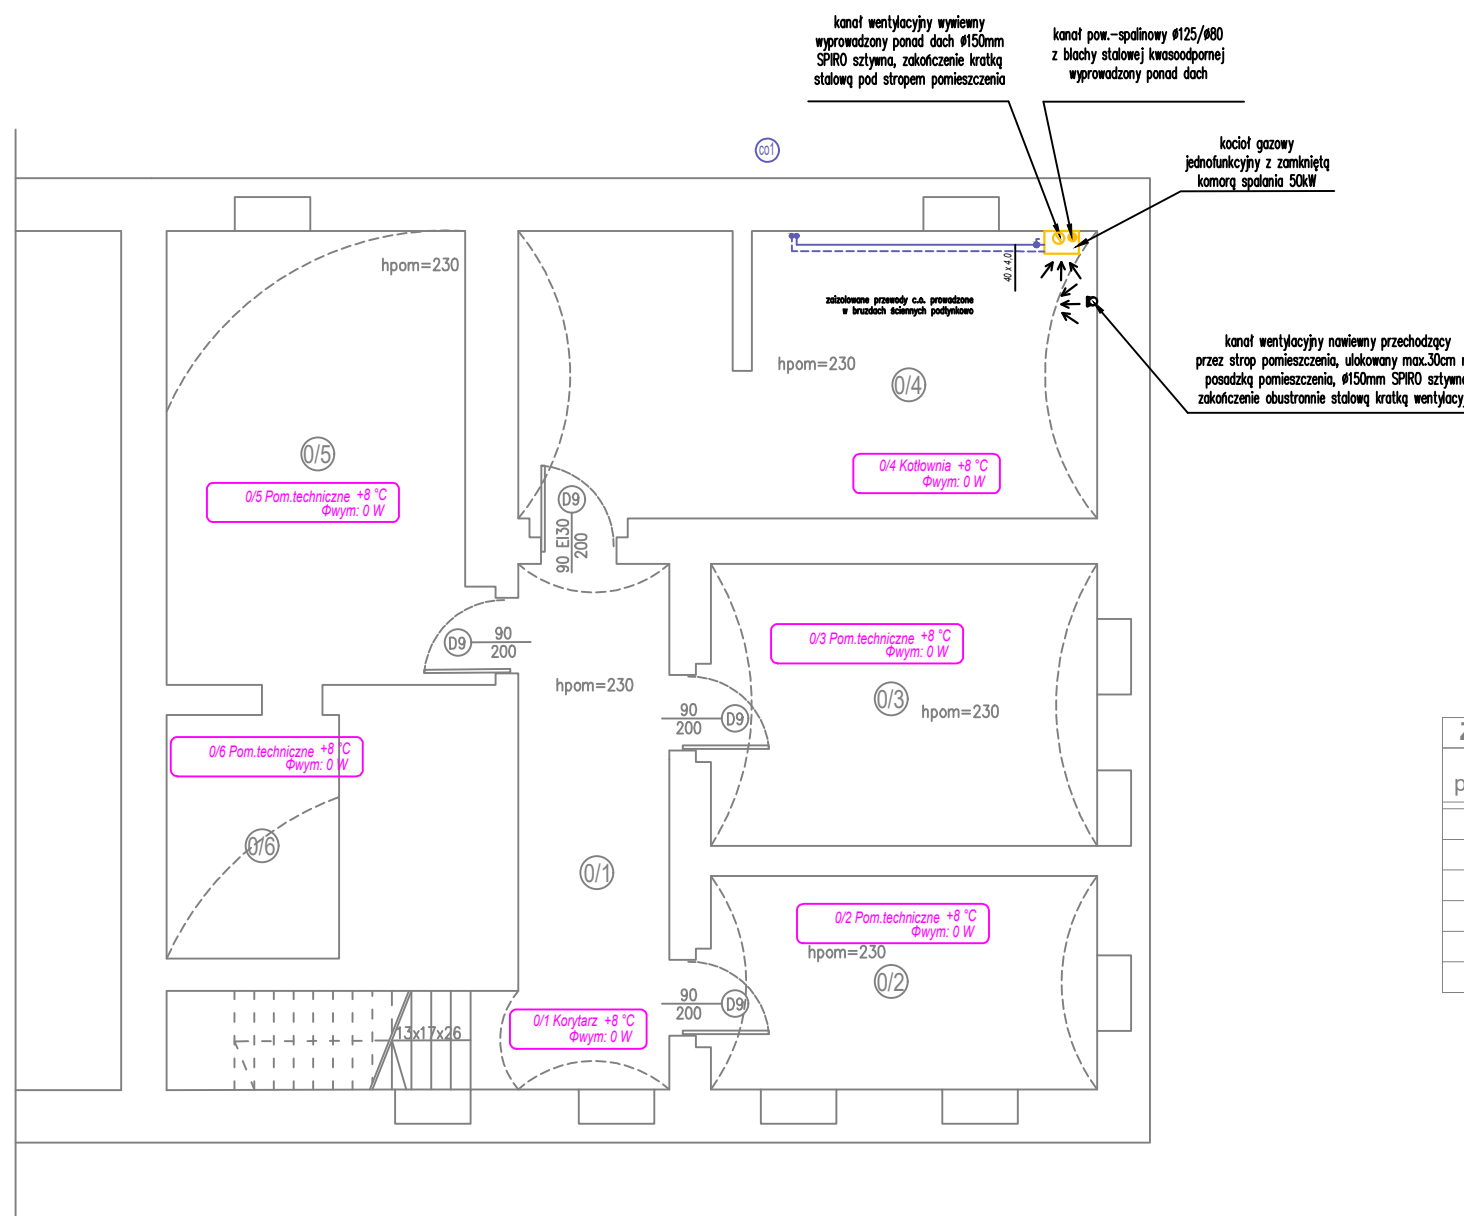 kanał wentylacyjny wywiewny
wyprowadzony ponad dach ø150mm
SPIRO sztywna, zakończenie kratką
stalową pod stropem pomieszczenia
kanał pow.-spalinowy ø125/ø80
z blachy stalowej kwasoodpornej
wyprowadzony ponad dach
co1
kocioł gazowy
jednofunkcyjny z zamkniętą
komorą spalania 50kW
hpom=230
40 x 4,0
zaizolowane przewody c.o. prowadzone
w bruzdach ściennych podtynkowo
kanał wentylacyjny nawiewny przechodzący
przez strop pomieszczenia, ulokowany max.30cm
posadzką pomieszczenia, ø150mm SPIRO
zakończenie obustronnie stalową kratką
hpom=230
0/4
0/5
0/4 Kotłownia +8 °C
Φwym: 0 W
0/5 Pom.techniczne +8 °C
Φwym: 0 W
D9
90 EI30
200
D9
90
200
0/3 Pom.techniczne +8 °C
Φwym: 0 W
hpom=230
0/3
hpom=230
90
200
D9
0/6 Pom.techniczne +8 °C
Φwym: 0 W
0/6
0/1
0/2 Pom.techniczne +8 °C
Φwym: 0 W
hpom=230
0/2
90
200
D9
0/1 Korytarz +8 °C
Φwym: 0 W
13x17x26